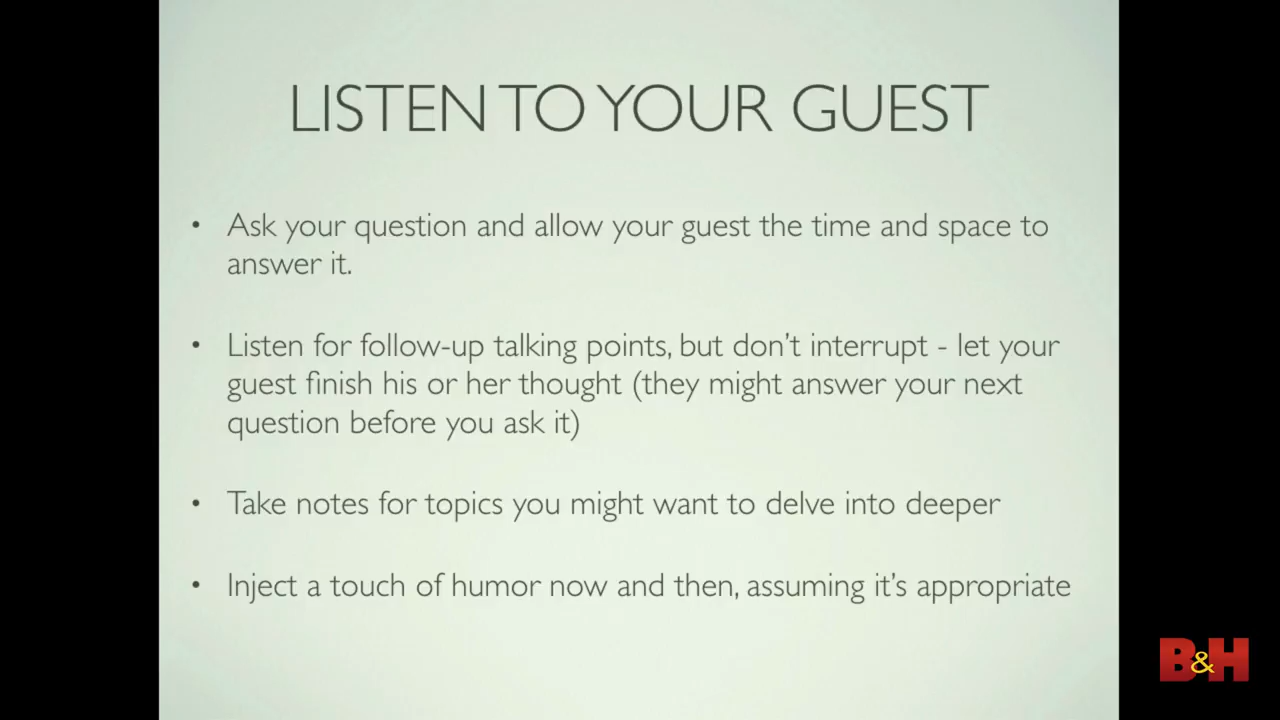 LISTEN TO YOUR GUEST
• Ask your question and allow your guest the time and space to
answer it.
• Listen for follow-up talking points, but don’t interrupt - let your
guest finish his or her thought (they might answer your next
question before you ask it)
• Take notes for topics you might want to delve into deeper
• Inject a touch of humor now and then, assuming it’s appropriate
B&H